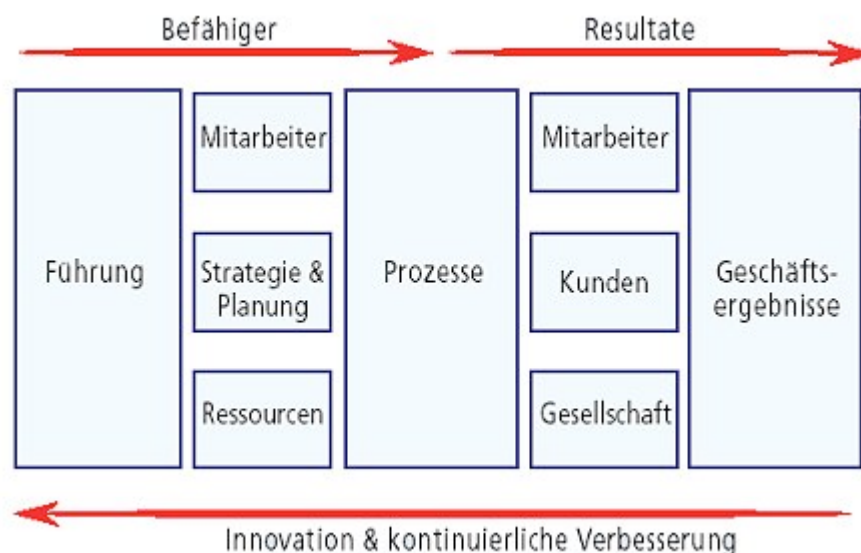 Befähiger
Resultate
Führung
Mitarbeiter
Strategie &
Planung
Ressourcen
Prozesse
Mitarbeiter
Kunden
Gesellschaft
Geschäfts-
ergebnisse
Innovation & kontinuierliche Verbesserung